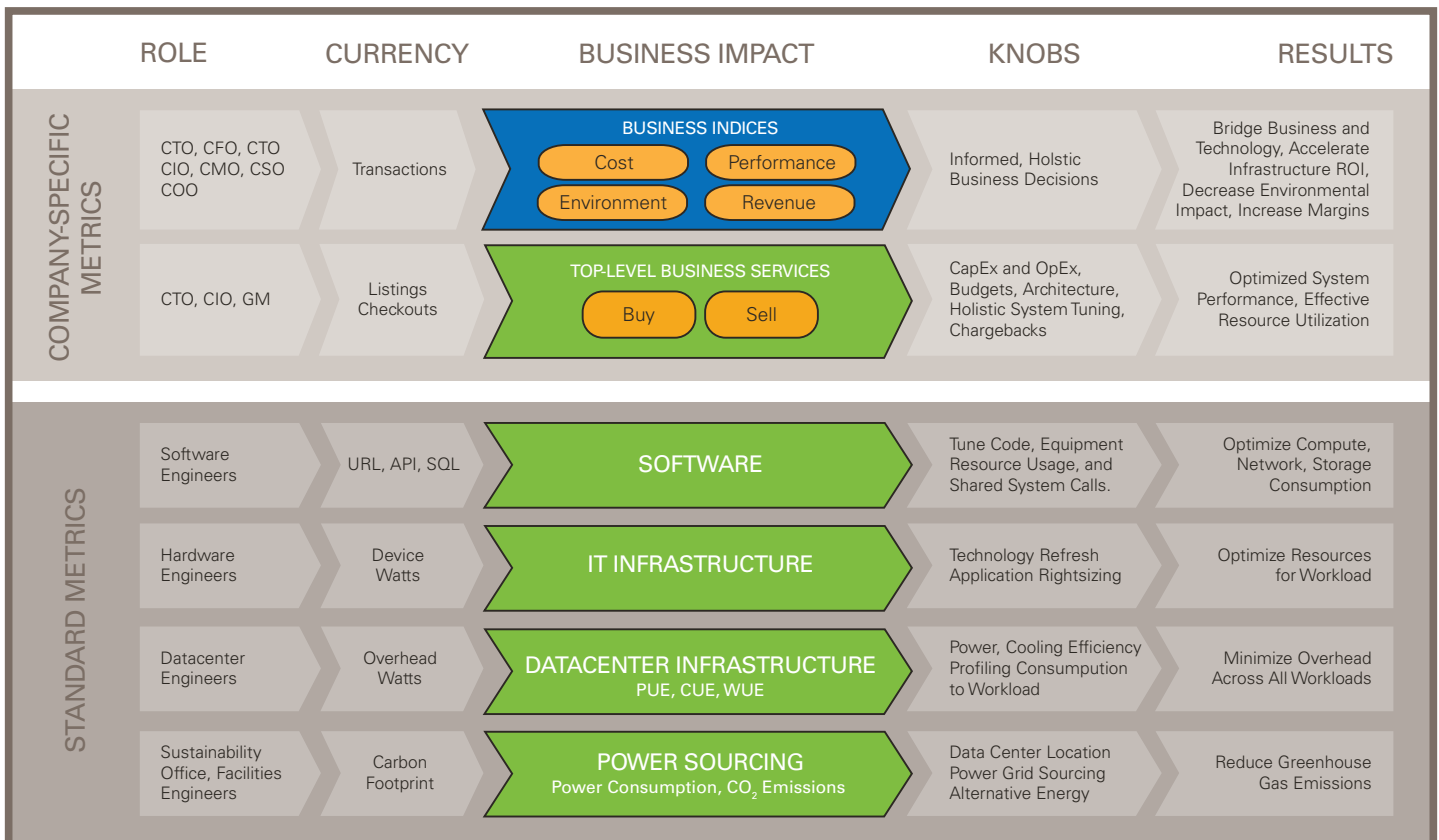 ROLE
CURRENCY
BUSINESS IMPACT
KNOBS
RESULTS
COMPANY-SPECIFIC
METRICS
CTO, CFO, CTO
CIO, CMO, CSO
COO
Transactions
BUSINESS INDICES
Cost
Performance
Environment
Revenue
Informed, Holstic
Business Decisions
Bridge Business and
Technology, Accelerate
Infrastructure ROI,
Decrease Environmental
Impact, Increase Margins
CTO, CIO, GM
Listings
Checkouts
TOP-LEVEL BUSINESS SERVICES
Buy
Sell
CapEx and OpEx,
Budgets, Architecture,
Holistic System Tuning,
Chargebacks
Optimized System
Performance, Effective
Resource Utilization
STANDARD METRICS
Software
Engineers
URL, API, SQL
SOFTWARE
Tune Code, Equipment
Resource Usage, and
Shared System Calls.
Optimize Compute,
Network, Storage
Consumption
Hardware
Engineers
Device
Watts
IT INFRASTRUCTURE
Technology Refresh
Application Rightsizing
Optimize Resources
for Workload
Datacenter
Engineers
Overhead
Watts
DATACENTER INFRASTRUCTURE
PUE, CUE, WUE
Power, Cooling Efficiency
Profiling Consumpution
to Workload
Minimize Overhead
Across All Workloads
Sustainability
Office, Facilities
Engineers
Carbon
Footprint
POWER SOURCING
Power Consumption, CO₂ Emissions
Data Center Location
Power Grid Sourcing
Alternative Energy
Reduce Greenhouse
Gas Emissions